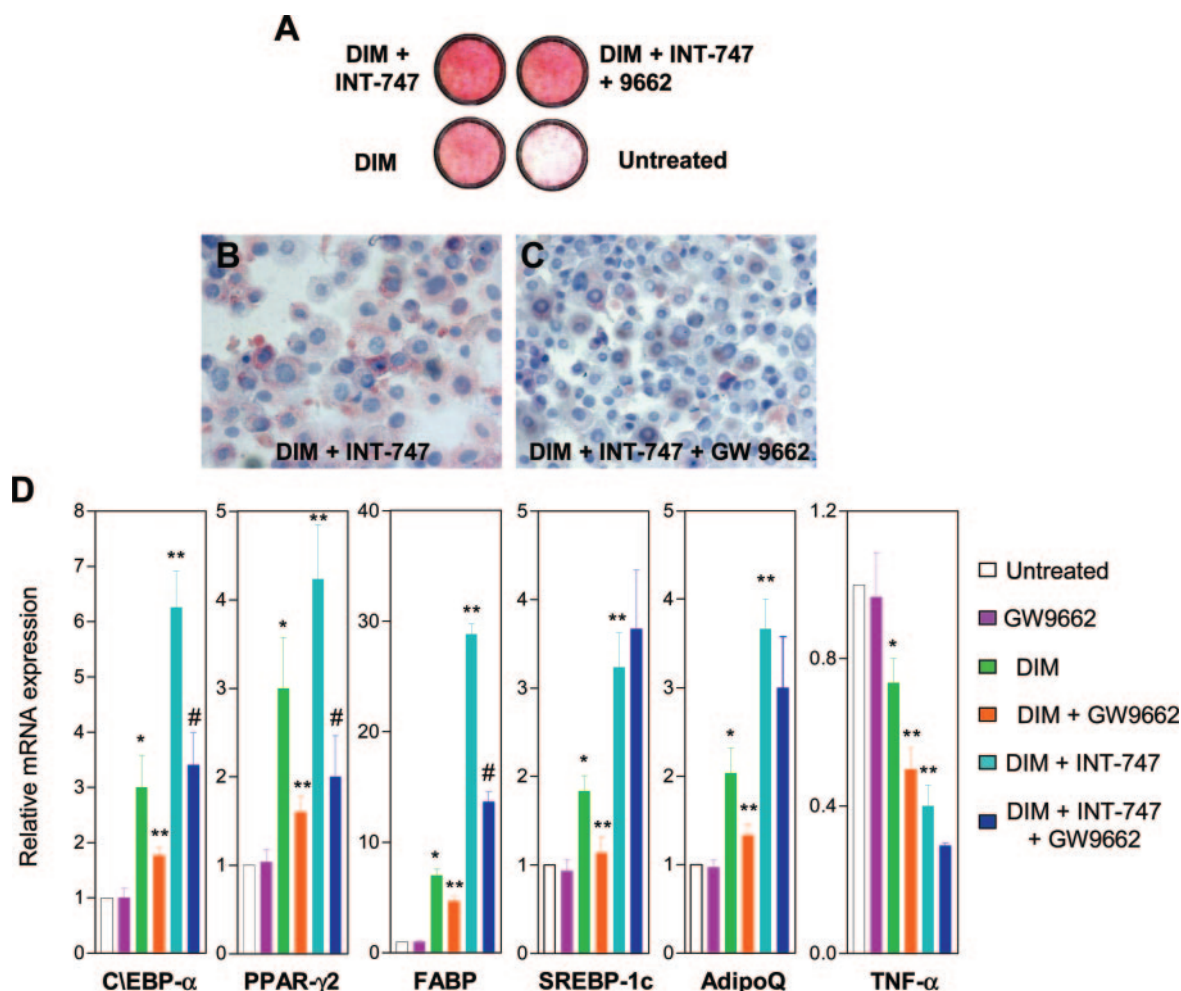 A
DIM +
INT-747
DIM + INT-747
+ 9662
DIM
Untreated
B
DIM + INT-747
C
DIM + INT-747 + GW 9662
D
Relative mRNA expression
8
7
6
5
4
3
2
1
0
**
*
#
**
C\EBP-α
5
4
3
2
1
0
**
*
#
**
PPAR-γ2
40
30
20
10
0
**
#
*
**
FABP
5
4
3
2
1
0
**
*
**
SREBP-1c
5
4
3
2
1
0
**
*
**
AdipoQ
1.2
0.8
0.4
0.0
*
**
**
TNF-α
Untreated
GW9662
DIM
DIM + GW9662
DIM + INT-747
DIM + INT-747
+ GW9662